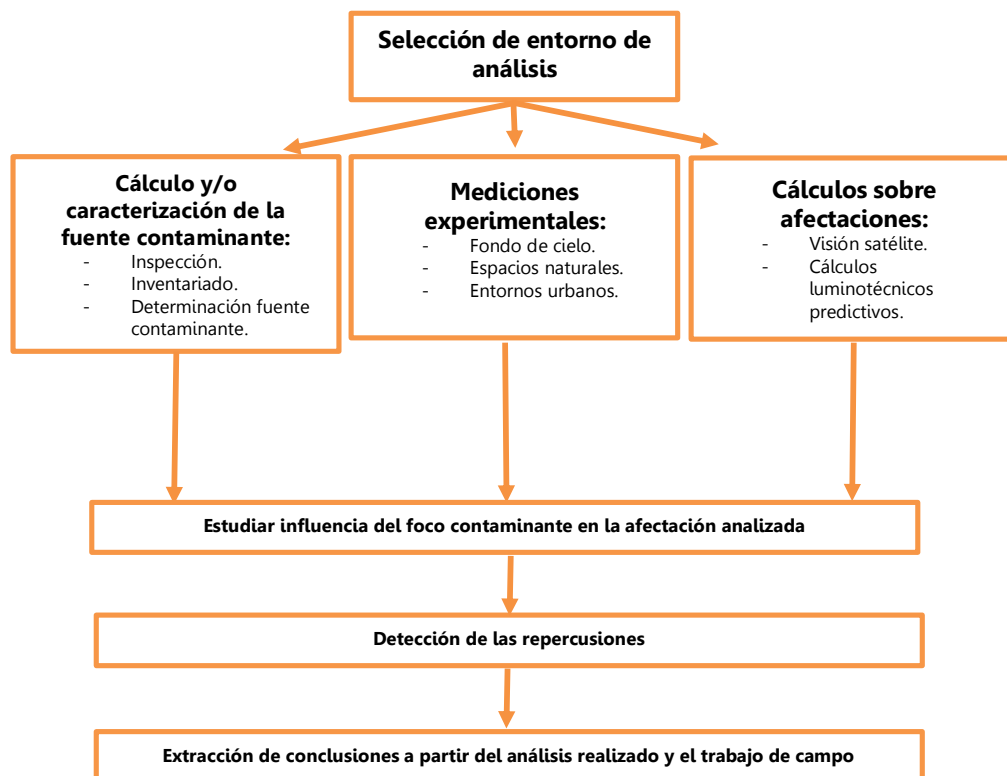 Selección de entorno de
análisis
Cálculo y/o
caracterización de la
fuente contaminante:
- Inspección.
- Inventariado.
- Determinación fuente
contaminante.
Mediciones
experimentales:
- Fondo de cielo.
- Espacios naturales.
- Entornos urbanos.
Cálculos sobre
afectaciones:
- Visión satélite.
- Cálculos
luminotécnicos
predictivos.
Estudiar influencia del foco contaminante en la afectación analizada
Detección de las repercusiones
Extracción de conclusiones a partir del análisis realizado y el trabajo de campo